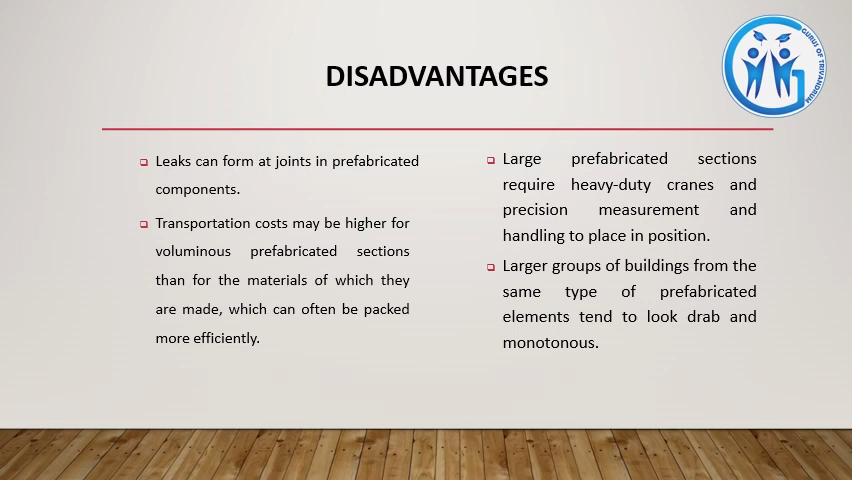 DISADVANTAGES
GURUS OF TRIVANDRUM
Leaks can form at joints in prefabricated
components.
Transportation costs may be higher for
voluminous prefabricated sections
than for the materials of which they
are made, which can often be packed
more efficiently.
Large prefabricated sections
require heavy-duty cranes and
precision measurement and
handling to place in position.
Larger groups of buildings from the
same type of prefabricated
elements tend to look drab and
monotonous.